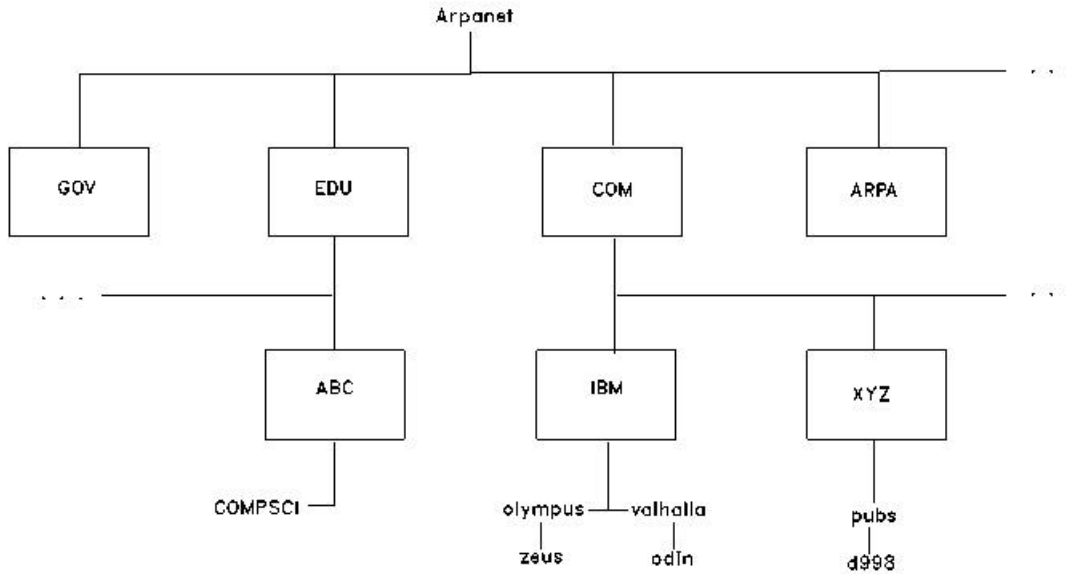 Arpanet
GOV EDU COM ARPA
ABC IBM XYZ
COMPSCI olympus valhalla pubs
zeus odin d998